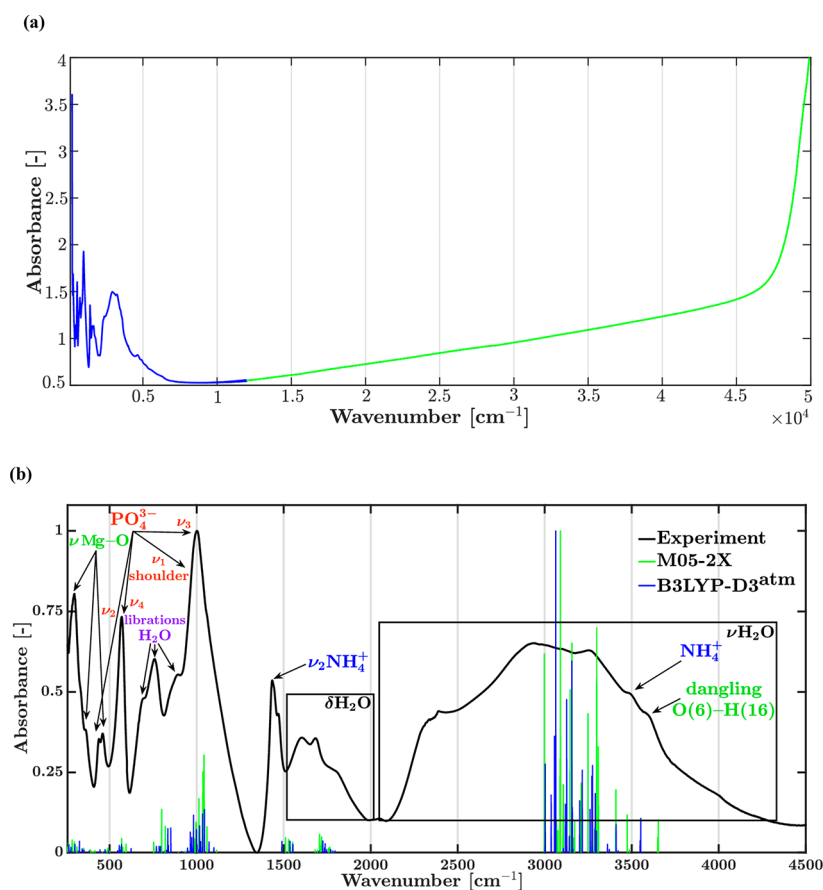 (a)
4
3.5
3
2.5
2
1.5
1
0.5
Absorbance [-]
0.5 1 1.5 2 2.5 3 3.5 4 4.5 5
Wavenumber [cm⁻¹]
×10⁴
(b)
1
0.75
0.5
0.25
0
Absorbance [-]
PO₄³⁻
ν₃
ν Mg–O
ν₁
shoulder
ν₂
ν₄
librations
H₂O
ν₂NH₄⁺
δH₂O
Experiment
M05-2X
B3LYP-D3ᵃᵗᵐ
νH₂O
NH₄⁺
dangling
O(6)–H(16)
500 1000 1500 2000 2500 3000 3500 4000 4500
Wavenumber [cm⁻¹]